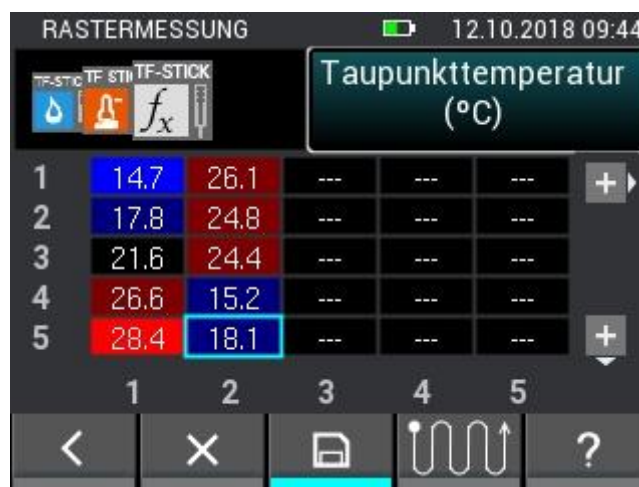 RASTERMESSUNG 12.10.2018 09:44
TF-STIC TF STI TF-STICK
fx
Taupunkttemperatur
(°C)
1 14.7 26.1 --- --- --- +
2 17.8 24.8 --- --- ---
3 21.6 24.4 --- --- ---
4 26.6 15.2 --- --- ---
5 28.4 18.1 --- --- --- +
1 2 3 4 5
< × ?